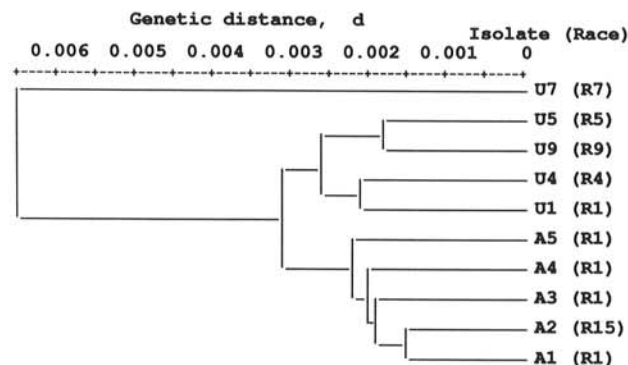 Genetic distance, d
Isolate (Race)
0.006 0.005 0.004 0.003 0.002 0.001 0
U7 (R7)
U5 (R5)
U9 (R9)
U4 (R4)
U1 (R1)
A5 (R1)
A4 (R1)
A3 (R1)
A2 (R15)
A1 (R1)